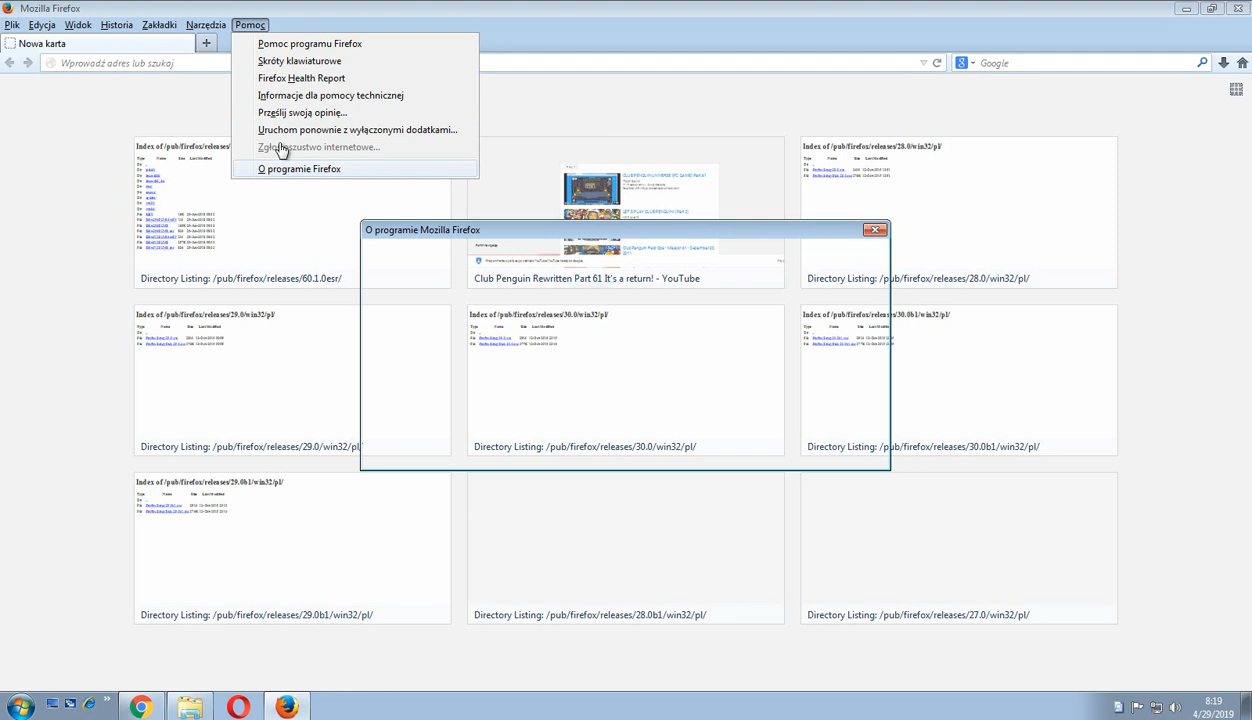 Mozilla Firefox
Plik Edycja Widok Historia Zakładki Narzędzia Pomoc
Nowa karta
Wprowadź adres lub szukaj
Google
Pomoc programu Firefox
Skróty klawiaturowe
Firefox Health Report
Informacje dla pomocy technicznej
Prześlij swoją opinię...
Uruchom ponownie z wyłączonymi dodatkami...
internetowe...
O programie Firefox
O programie Mozilla Firefox
Index of /pub/
Index of /pub/firefox/releases/28.0/win32/pl/
Directory Listing: /pub/firefox/releases/60.1.0esr/
Club Penguin Rewritten Part 61 It's a return! - YouTube
Directory Listing: /pub/firefox/releases/28.0/win32/pl/
Index of /pub/firefox/releases/29.0/win32/pl/
Index of /pub/firefox/releases/30.0/win32/pl/
Index of /pub/firefox/releases/30.0b1/win32/pl/
Directory Listing: /pub/firefox/releases/29.0/win32/pl/
Directory Listing: /pub/firefox/releases/30.0/win32/pl/
Directory Listing: /pub/firefox/releases/30.0b1/win32/pl/
Index of /pub/firefox/releases/29.0b1/win32/pl/
Directory Listing: /pub/firefox/releases/29.0b1/win32/pl/
Directory Listing: /pub/firefox/releases/28.0b1/win32/pl/
Directory Listing: /pub/firefox/releases/27.0/win32/pl/
8:19
4/29/2019